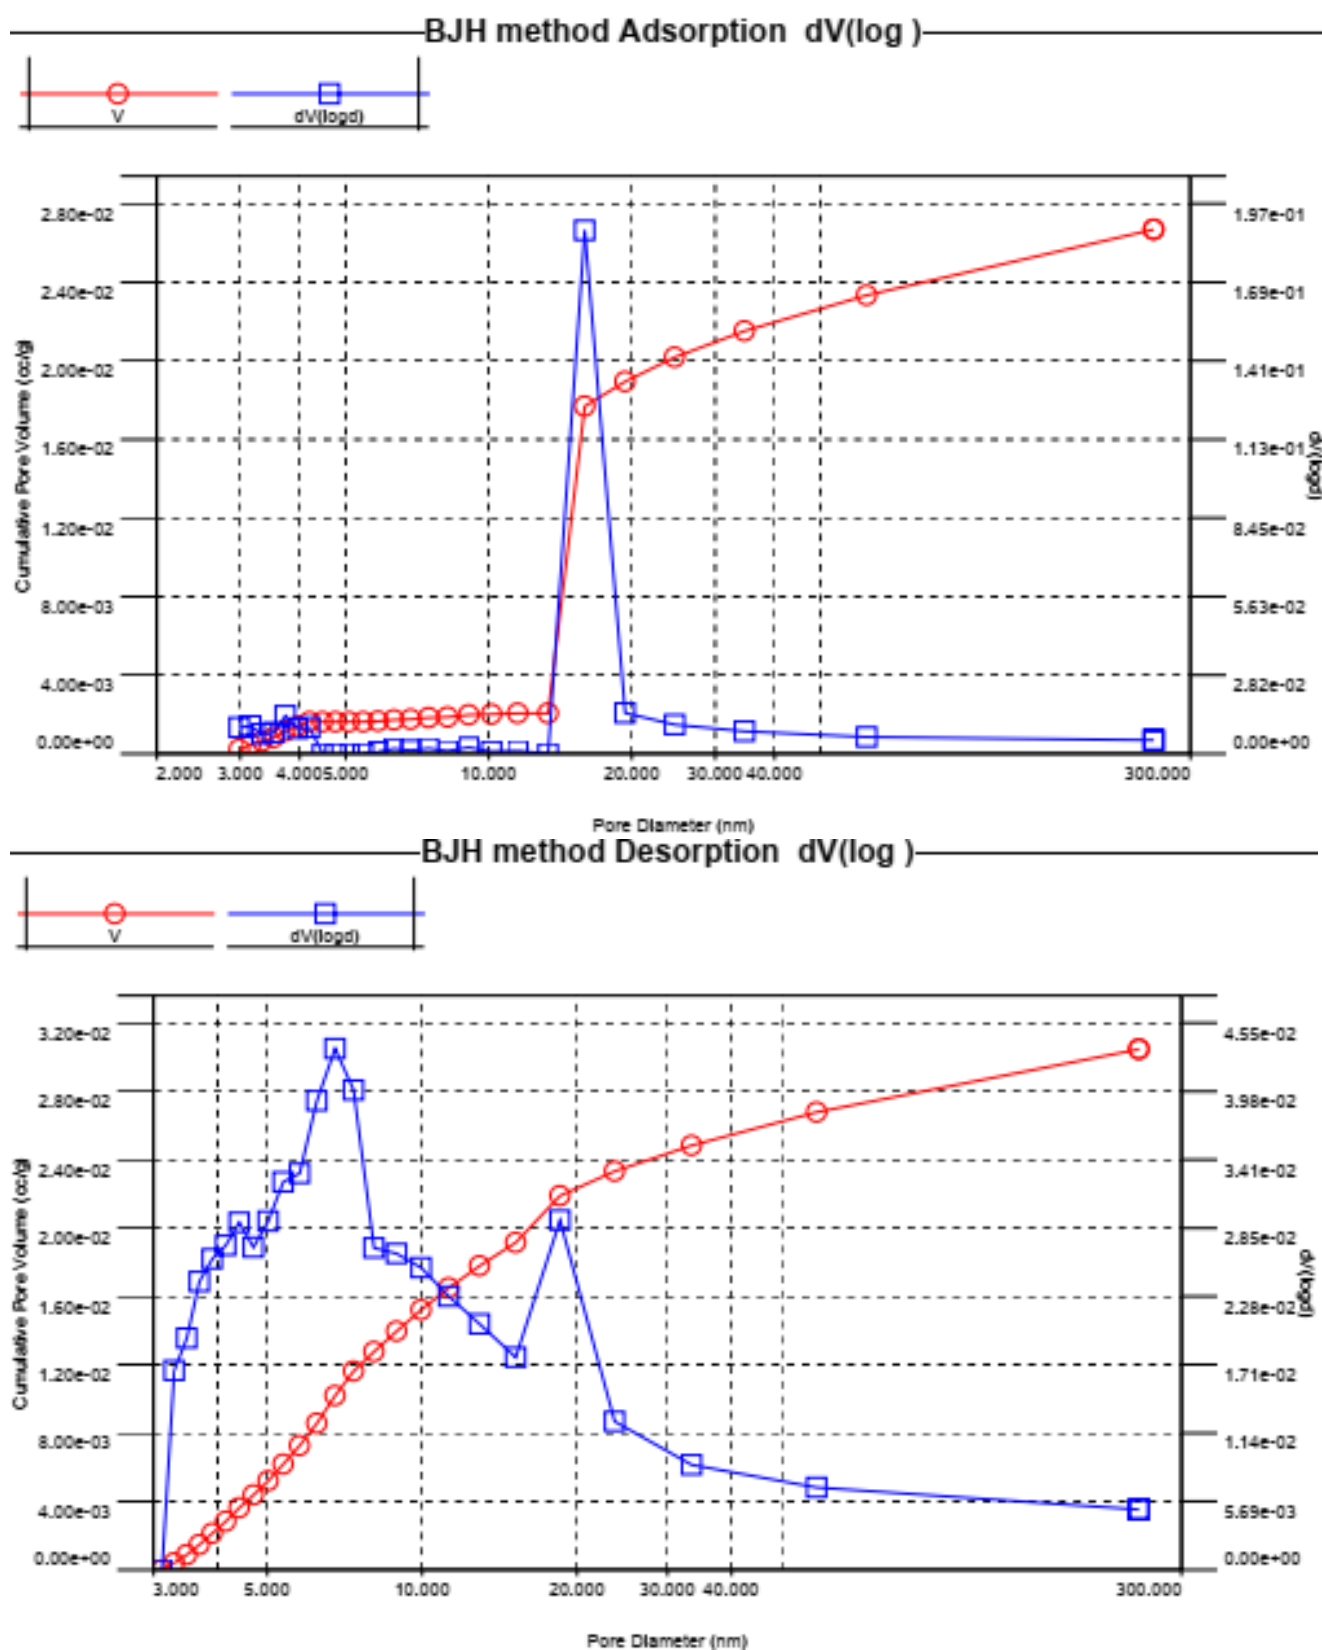 BJH method Adsorption dV(log )
V dV(logd)
2.80e-02 1.97e-01
2.40e-02 1.69e-01
2.00e-02 1.41e-01
1.60e-02 1.13e-01
1.20e-02 8.45e-02
8.00e-03 5.63e-02
4.00e-03 2.82e-02
0.00e+00 0.00e+00
Cumulative Pore Volume (cc/g)
dV(logd)
2.000 3.000 4.0005.000 10.000 20.000 30.000 40.000 300.000
Pore Diameter (nm)
BJH method Desorption dV(log )
V dV(logd)
3.20e-02 4.55e-02
2.80e-02 3.98e-02
2.40e-02 3.41e-02
2.00e-02 2.85e-02
1.60e-02 2.28e-02
1.20e-02 1.71e-02
8.00e-03 1.14e-02
4.00e-03 5.69e-03
0.00e+00 0.00e+00
Cumulative Pore Volume (cc/g)
dV(logd)
3.000 5.000 10.000 20.000 30.000 40.000 300.000
Pore Diameter (nm)